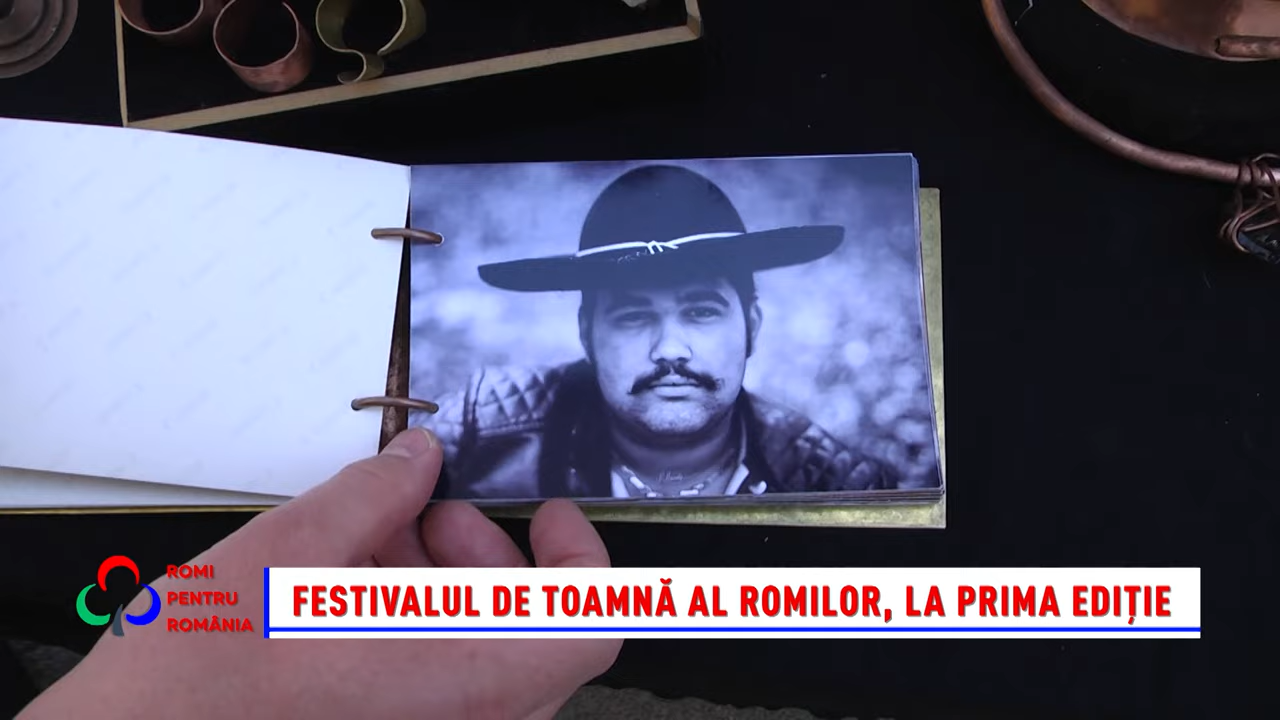 ROMI
PENTRU
ROMÂNIA
FESTIVALUL DE TOAMNĂ AL ROMILOR, LA PRIMA EDIȚIE